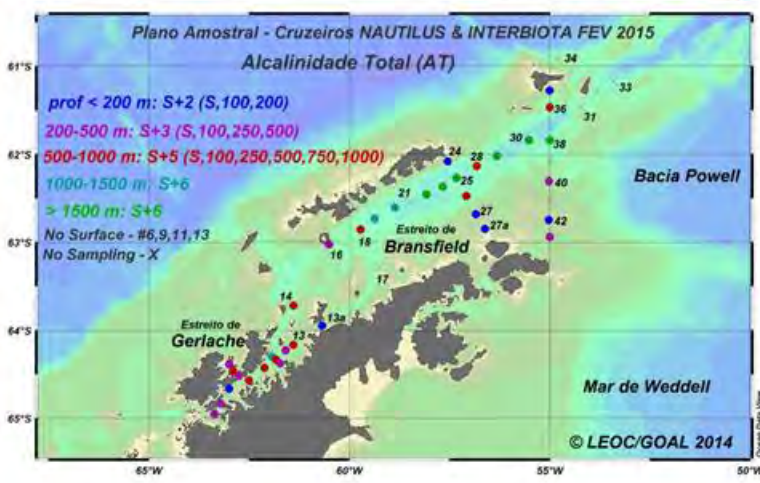 Plano Amostral - Cruzeiros NAUTILUS & INTERBIOTA FEV 2015
Alcalinidade Total (AT)
61°S
62°S
63°S
64°S
65°S
prof < 200 m: S+2 (S,100,200)
200-500 m: S+3 (S,100,250,500)
500-1000 m: S+5 (S,100,250,500,750,1000)
1000-1500 m: S+6
> 1500 m: S+6
No Surface - #6,9,11,13
No Sampling - X
34
33
36
31
30
38
24
28
25
40
21
27
42
27a
18
16
17
14
13a
13
Bacia Powell
Estreito de
Bransfield
Estreito de
Gerlache
Mar de Weddell
© LEOC/GOAL 2014
65°W
60°W
55°W
50°W
Ocean Data View